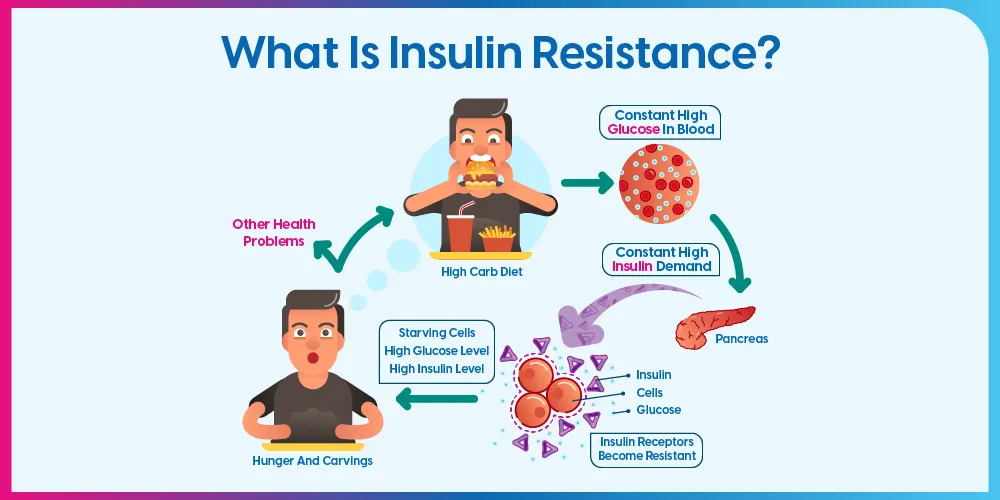 What Is Insulin Resistance?
Constant High
Glucose In Blood
Other Health
Problems
High Carb Diet
Constant High
Insulin Demand
Pancreas
Starving Cells
High Glucose Level
High Insulin Level
Insulin
Cells
Glucose
Insulin Receptors
Become Resistant
Hunger And Carvings